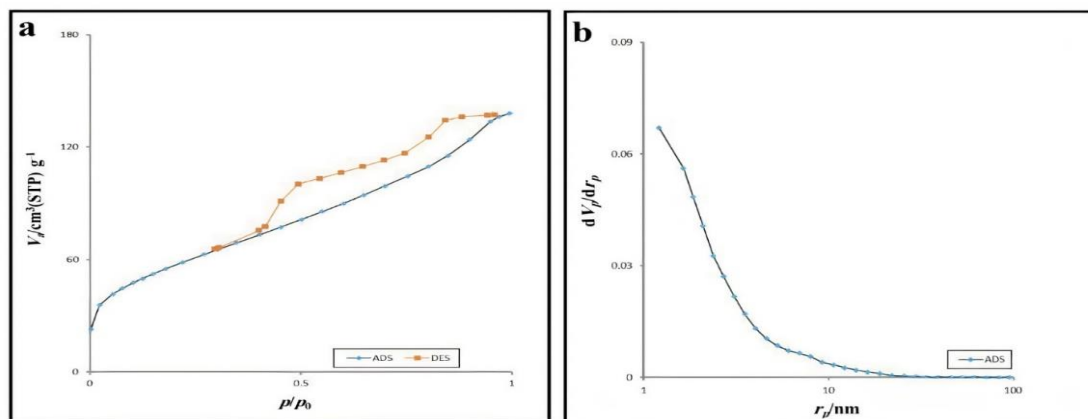 a
180
120
60
0
Vₐ/cm³(STP) g⁻¹
ADS DES
0 0.5 1
p/p₀
b
0.09
0.06
0.03
0
dVₚ/drₚ
ADS
1 10 100
rₚ/nm